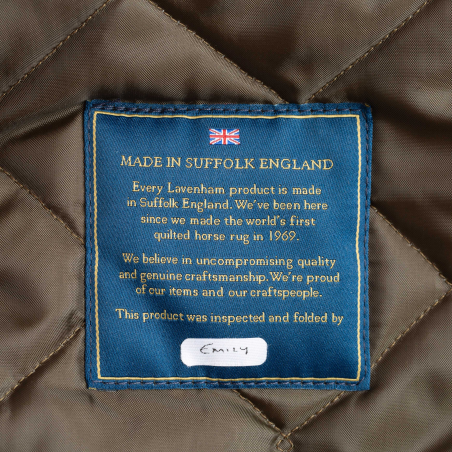 MADE IN SUFFOLK ENGLAND
Every Lavenham product is made
in Suffolk England. We've been here
since we made the world's first
quilted horse rug in 1969.
We believe in uncompromising quality
and genuine craftsmanship. We're proud
of our items and our craftspeople.
This product was inspected and folded by
EMILY